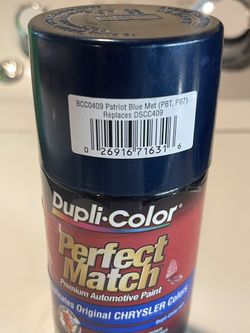 BCC0409 Patriot Blue Met (PBT, PB7)
Replaces DSCC409
0 26916 71631 6
Dupli-Color
Perfect
Match
Premium Automotive Paint
Original CHRYSLER Colors